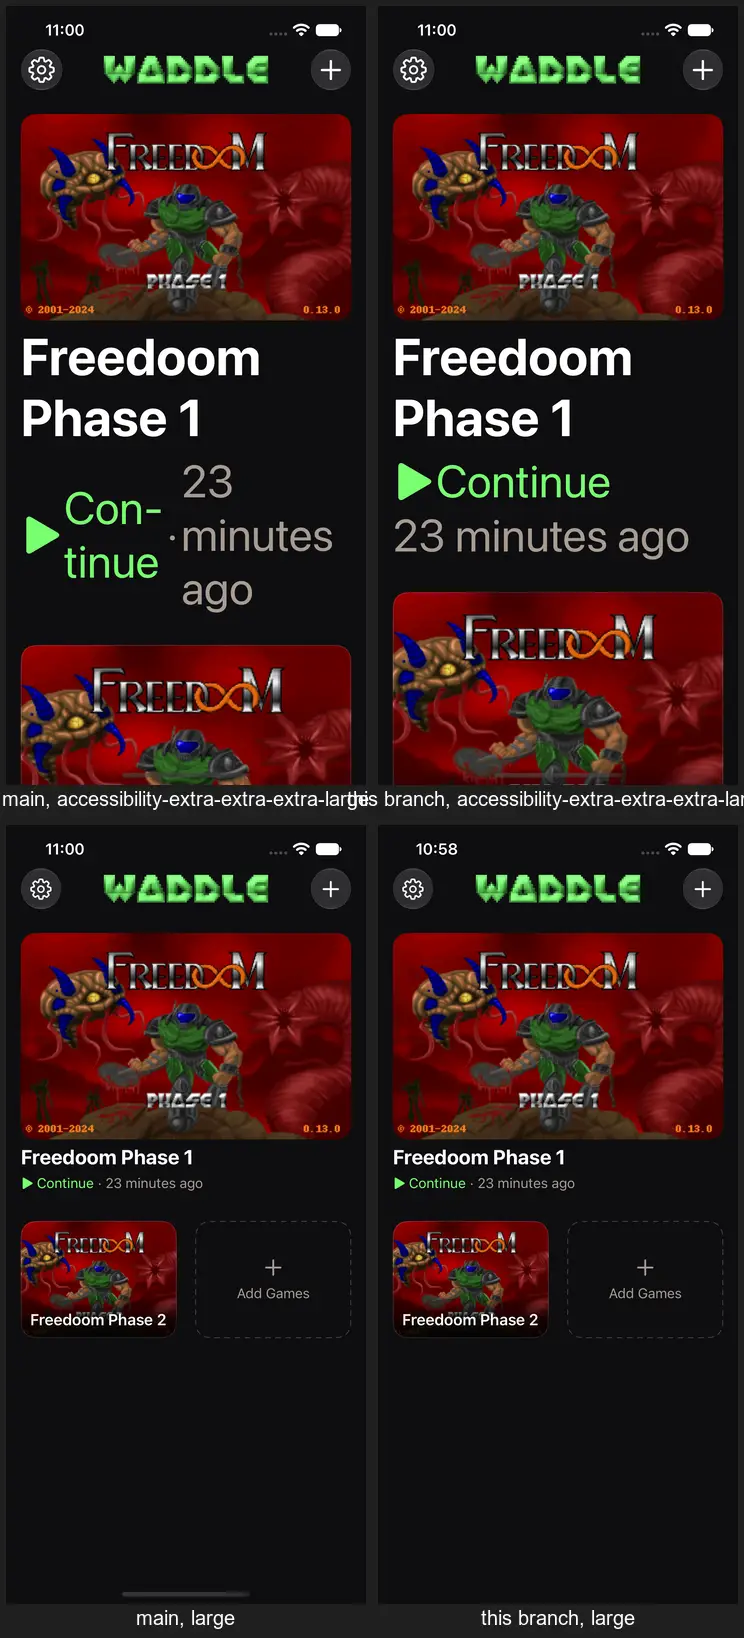 11:00
WADDLE
FREEDOOM
PHASE 1
© 2001-2024
0.13.0
Freedoom
Phase 1
Con-
tinue
·
23
minutes
ago
FREEDOOM
main, accessibility-extra-extra-extra-large
11:00
WADDLE
FREEDOOM
PHASE 1
© 2001-2024
0.13.0
Freedoom
Phase 1
Continue
23 minutes ago
FREEDOOM
this branch, accessibility-extra-extra-extra-lar
11:00
WADDLE
FREEDOOM
PHASE 1
© 2001-2024
0.13.0
Freedoom Phase 1
Continue · 23 minutes ago
FREEDOOM
Freedoom Phase 2
Add Games
main, large
10:58
WADDLE
FREEDOOM
PHASE 1
© 2001-2024
0.13.0
Freedoom Phase 1
Continue · 23 minutes ago
FREEDOOM
Freedoom Phase 2
Add Games
this branch, large